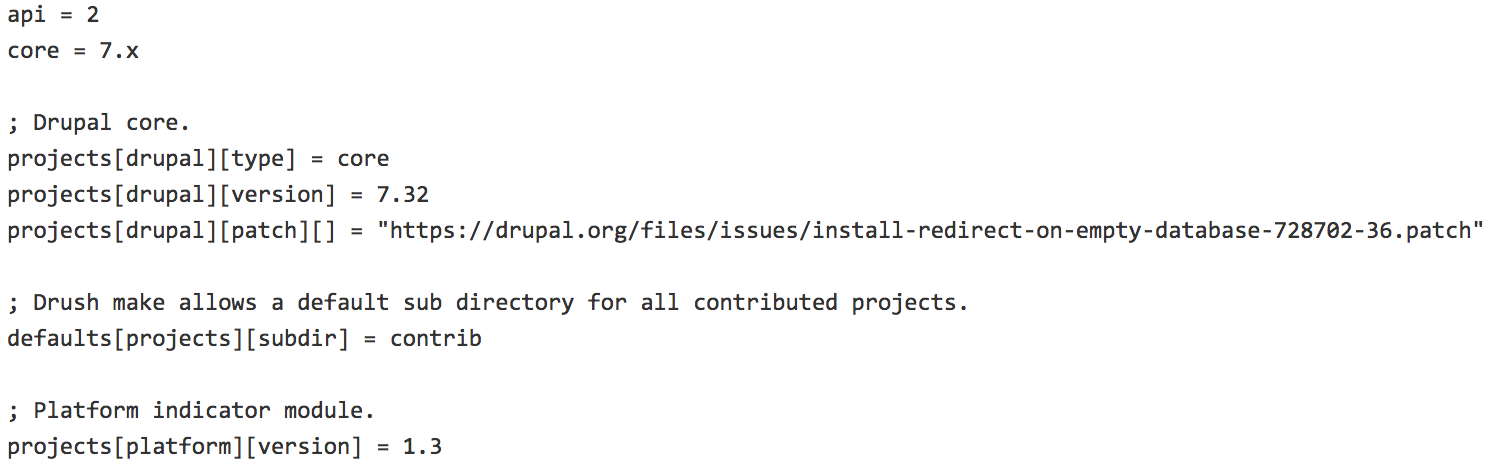 api = 2
core = 7.x
; Drupal core.
projects[drupal][type] = core
projects[drupal][version] = 7.32
projects[drupal][patch][] = "https://drupal.org/files/issues/install-redirect-on-empty-database-728702-36.patch"
; Drush make allows a default sub directory for all contributed projects.
defaults[projects][subdir] = contrib
; Platform indicator module.
projects[platform][version] = 1.3